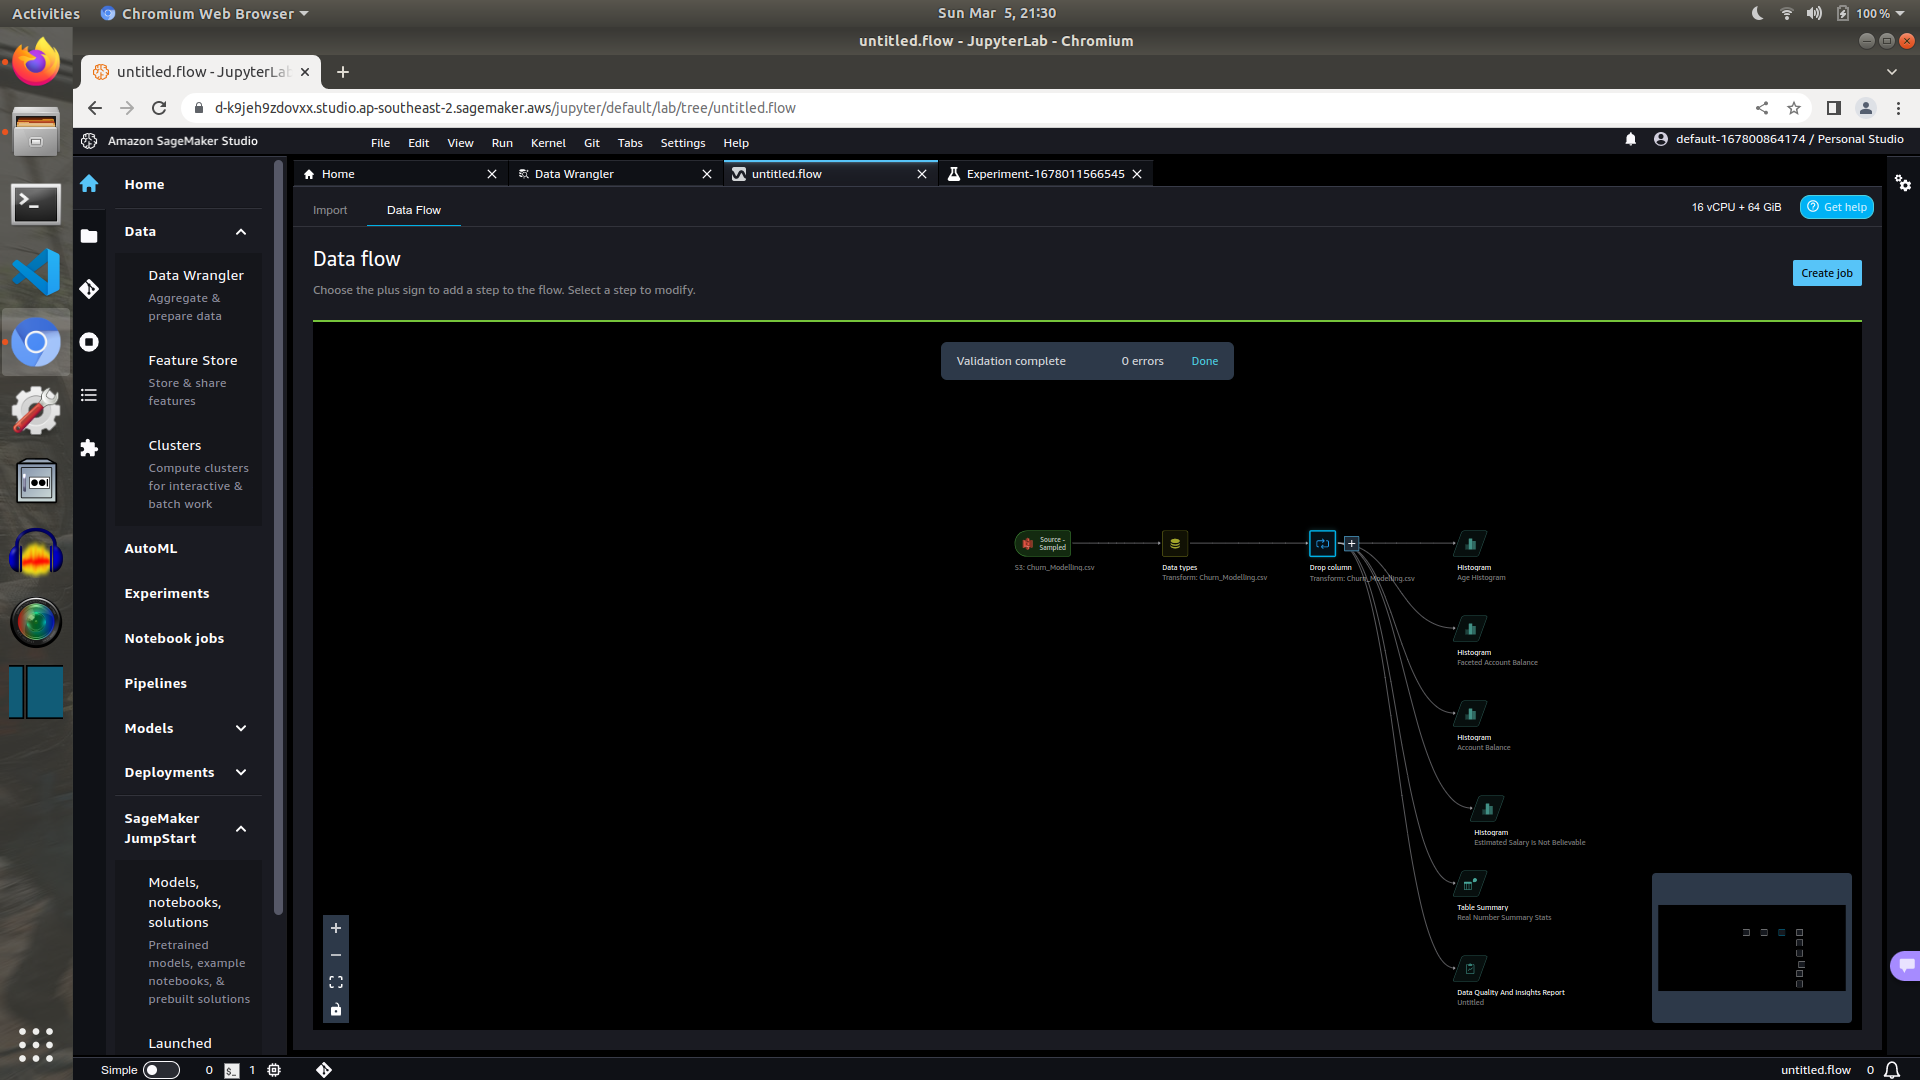 Activities
Chromium Web Browser
Sun Mar 5, 21:30
100 %
untitled.flow - JupyterLab - Chromium
untitled.flow - JupyterLab
d-k9jeh9zdovxx.studio.ap-southeast-2.sagemaker.aws/jupyter/default/lab/tree/untitled.flow
Amazon SageMaker Studio
File Edit View Run Kernel Git Tabs Settings Help
default-167800864174 / Personal Studio
Home
Data Wrangler
untitled.flow
Experiment-1678011566545
Home
Data
Data Wrangler
Aggregate &
prepare data
Feature Store
Store & share
features
Clusters
Compute clusters
for interactive &
batch work
AutoML
Experiments
Notebook jobs
Pipelines
Models
Deployments
SageMaker
JumpStart
Models,
notebooks,
solutions
Pretrained
models, example
notebooks, &
prebuilt solutions
Launched
Import
Data Flow
16 vCPU + 64 GiB
Get help
Data flow
Choose the plus sign to add a step to the flow. Select a step to modify.
Create job
Validation complete
0 errors
Done
Source -
Sampled
S3: Churn_Modelling.csv
Data types
Transform: Churn_Modelling.csv
Drop column
Transform: Churn_Modelling.csv
Histogram
Age Histogram
Histogram
Faceted Account Balance
Histogram
Account Balance
Histogram
Estimated Salary Is Not Believable
Table Summary
Real Number Summary Stats
Data Quality And Insights Report
Untitled
Simple
0
1
untitled.flow
0